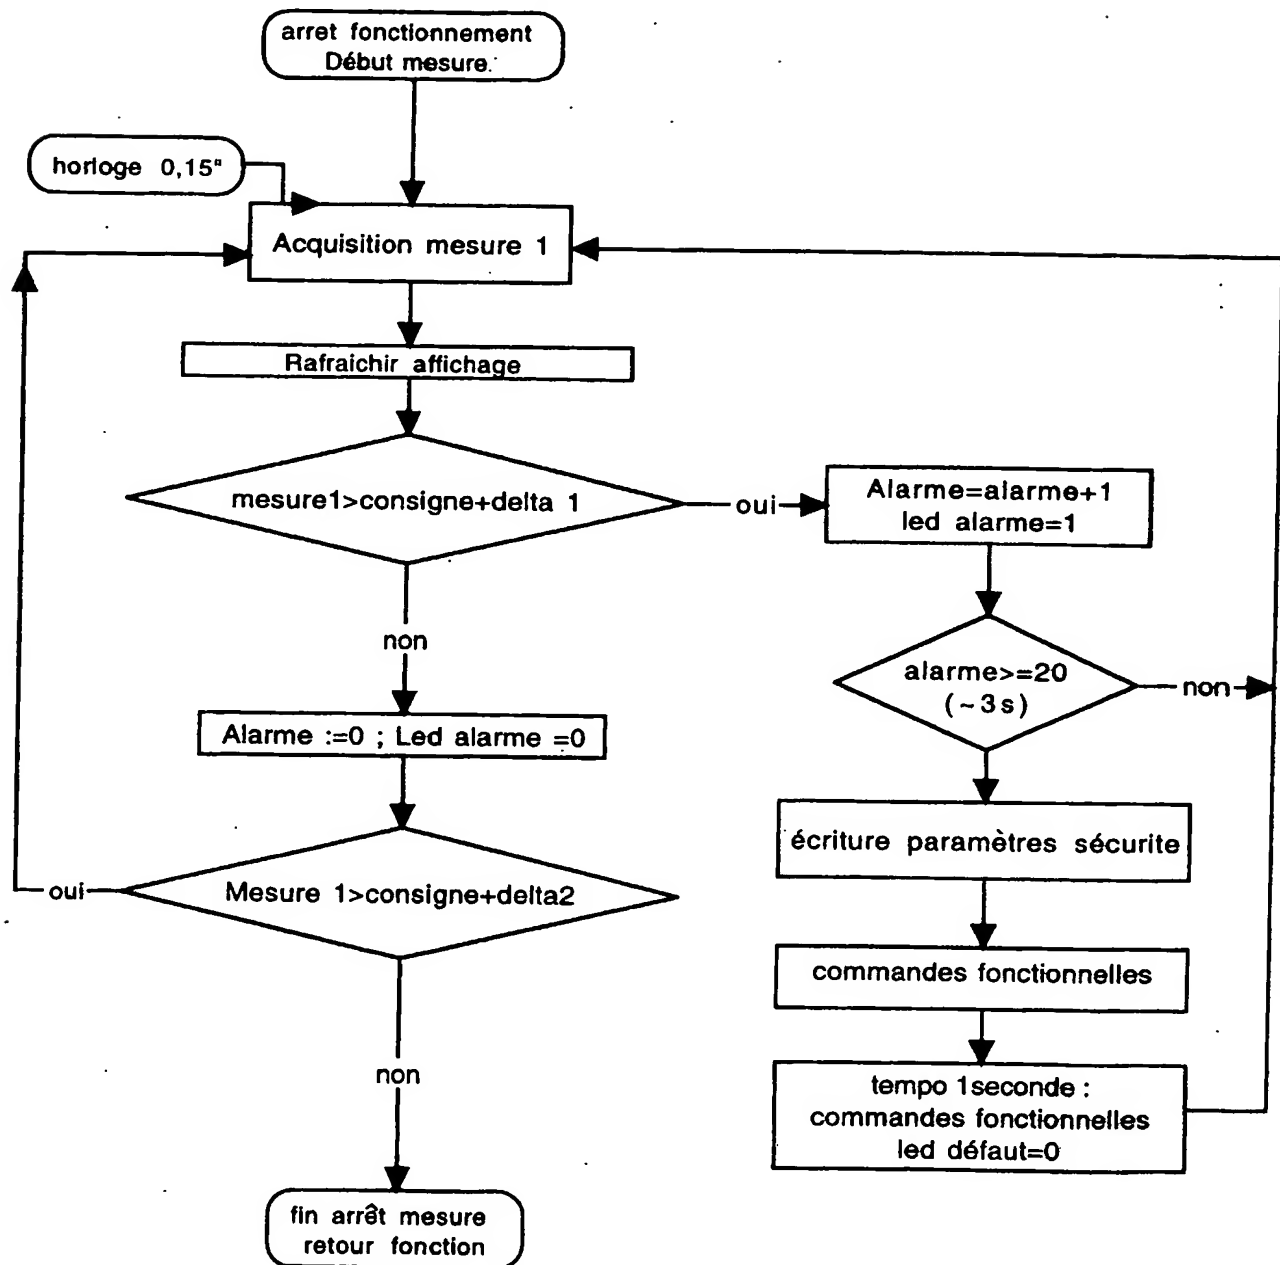 arret fonctionnement
Début mesure.
horloge 0,15"
Acquisition mesure 1
Rafraichir affichage
mesure1>consigne+delta 1
oui
Alarme=alarme+1
led alarme=1
non
alarme>=20
(~3s)
non
Alarme :=0 ; Led alarme =0
écriture paramètres sécurite
oui
Mesure 1>consigne+delta2
commandes fonctionnelles
non
tempo 1seconde :
commandes fonctionnelles
led défaut=0
fin arrêt mesure
retour fonction